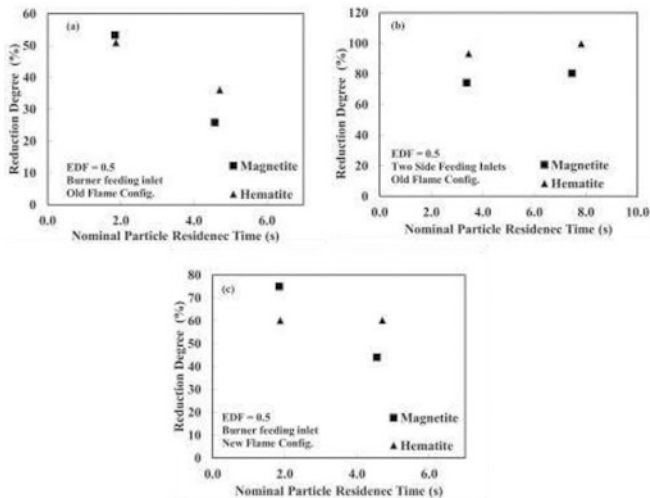 (a)
Reduction Degree (%)
60
50
40
30
20
10
0
EDF = 0.5
Burner feeding inlet
Old Flame Config.
Magnetite
Hematite
0.0 2.0 4.0 6.0
Nominal Particle Residenec Time (s)
(b)
Reduction Degree (%)
120
100
80
60
40
20
0
EDF = 0.5
Two Side Feeding Inlets
Old Flame Config.
Magnetite
Hematite
0.0 2.0 4.0 6.0 8.0 10.0
Nominal Particle Residenec Time (s)
(c)
Reduction Degree (%)
80
70
60
50
40
30
20
10
0
EDF = 0.5
Burner feeding inlet
New Flame Config.
Magnetite
Hematite
0.0 2.0 4.0 6.0
Nominal Particle Residenec Time (s)